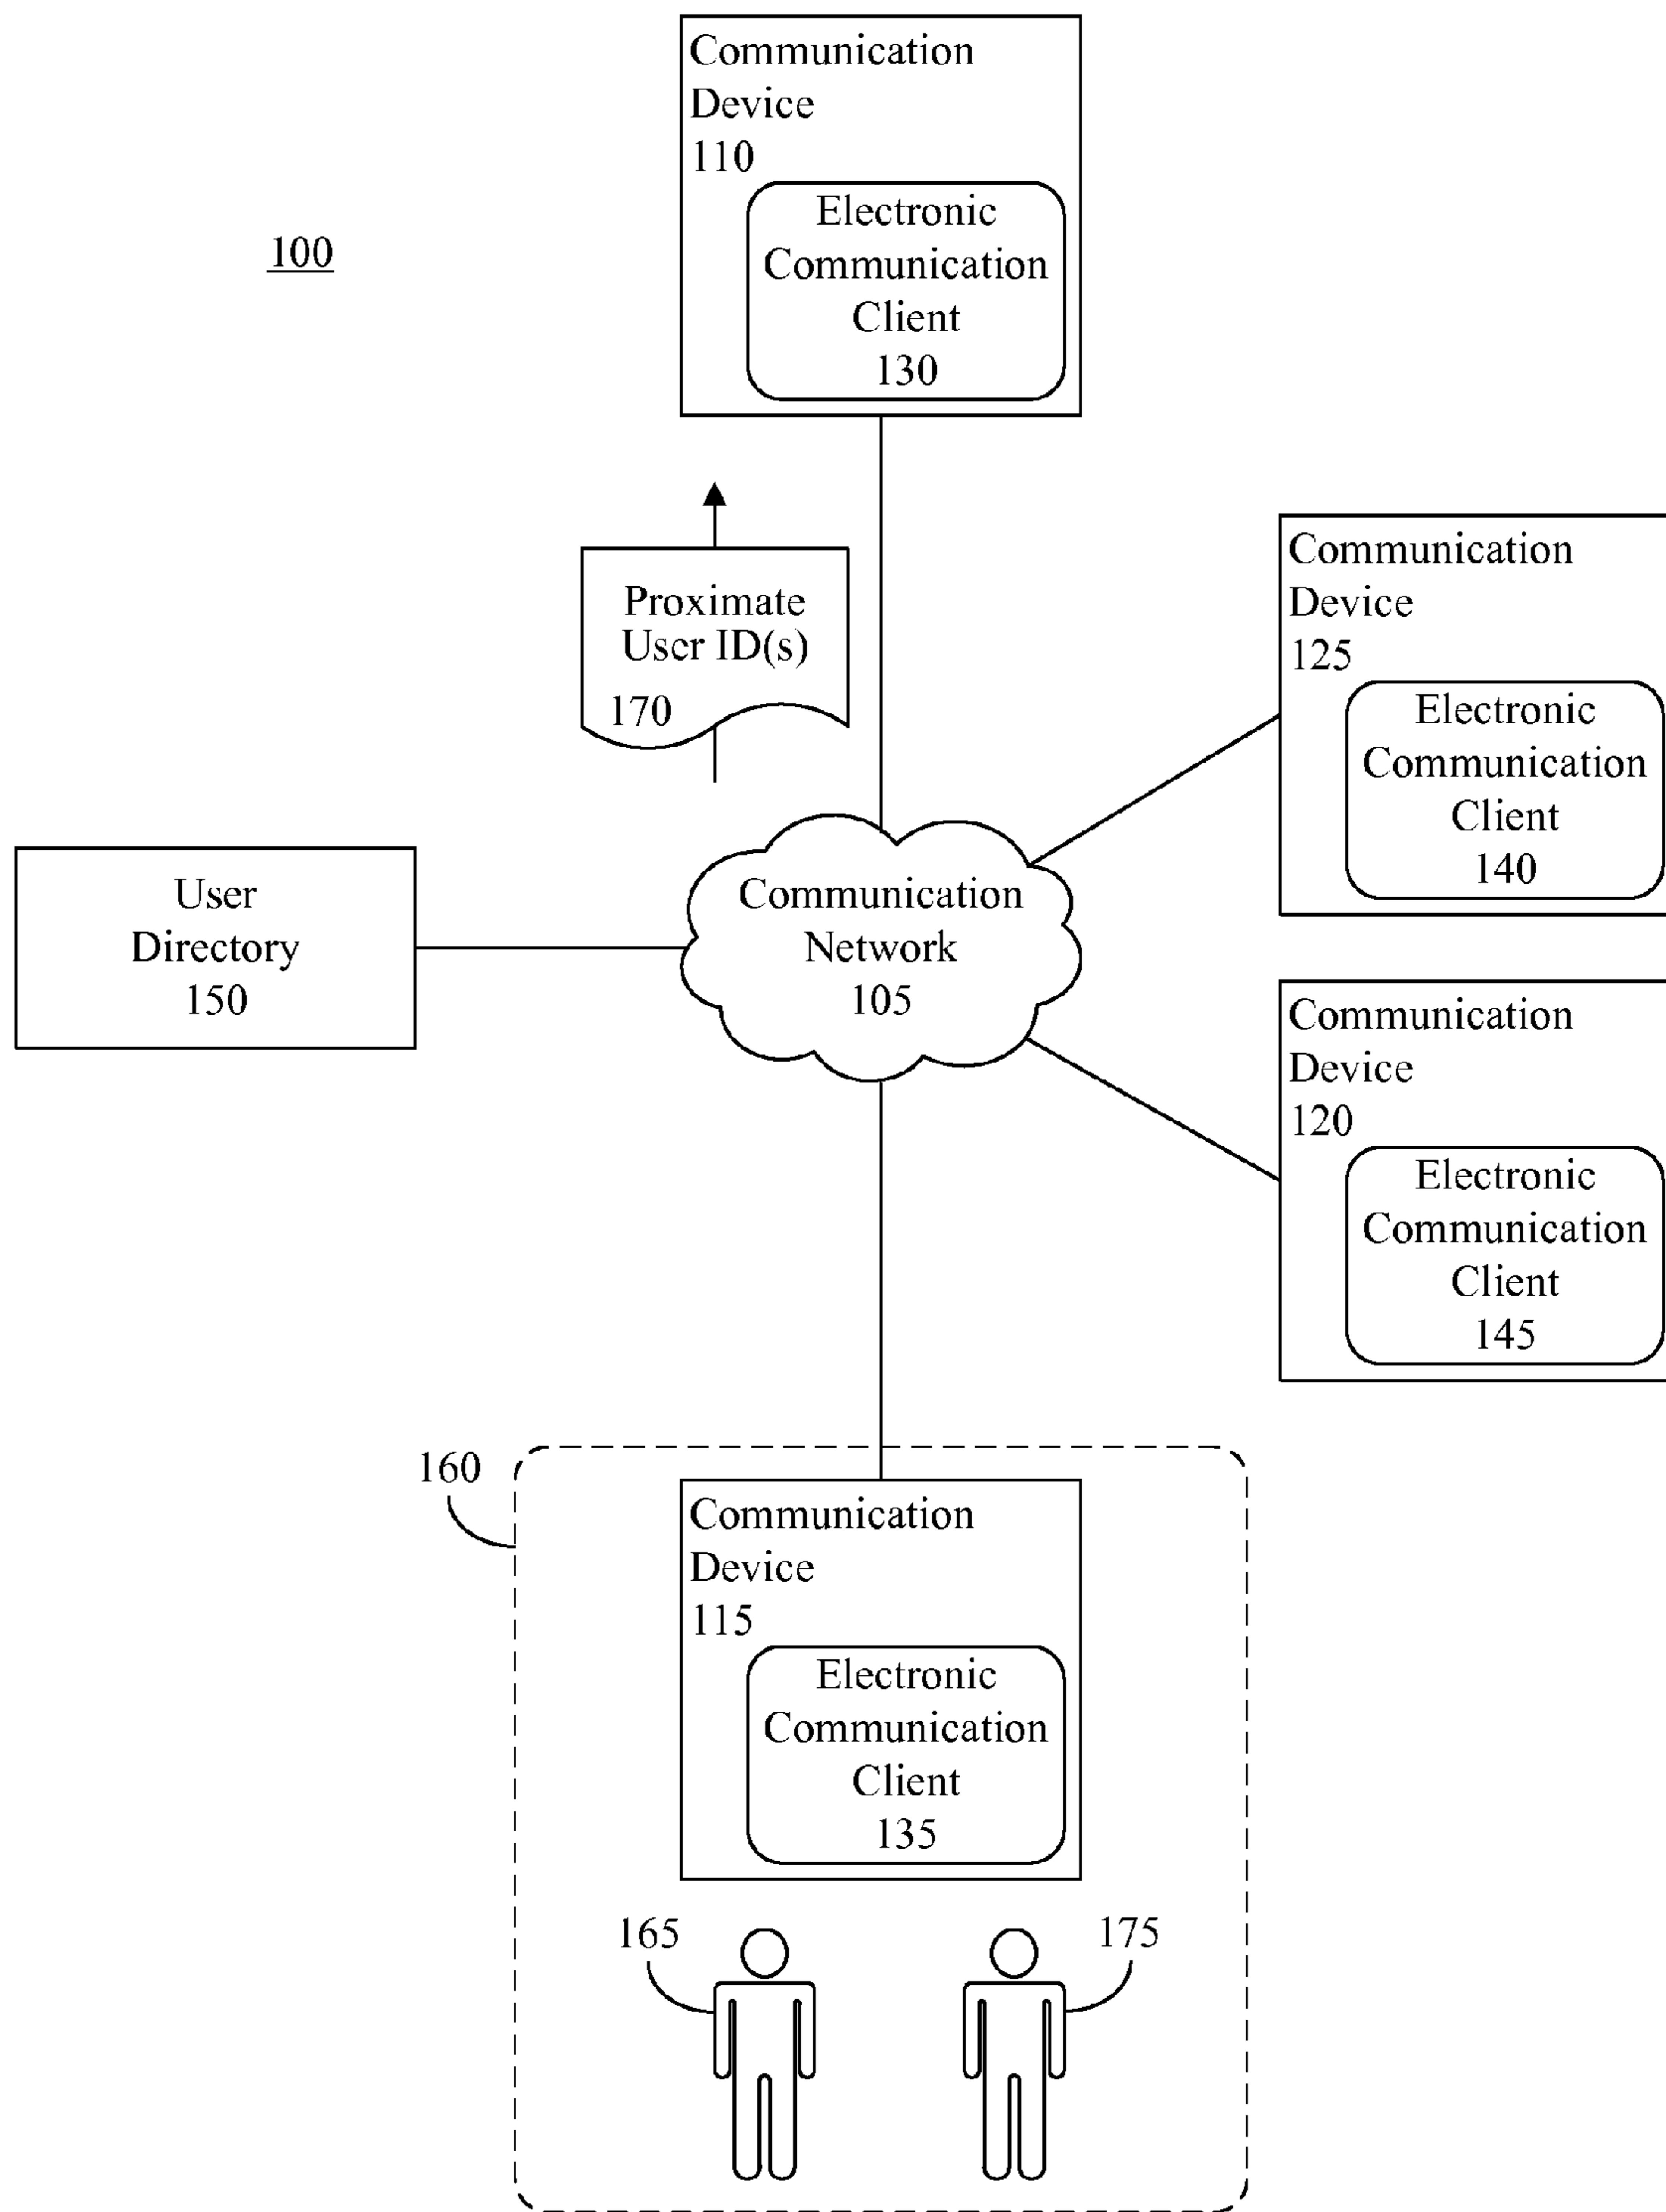 Communication
Device
110
Electronic
Communication
Client
130
100
Proximate
User ID(s)
170
Communication
Device
125
Electronic
Communication
Client
140
User
Directory
150
Communication
Network
105
Communication
Device
120
Electronic
Communication
Client
145
160
Communication
Device
115
Electronic
Communication
Client
135
165
175